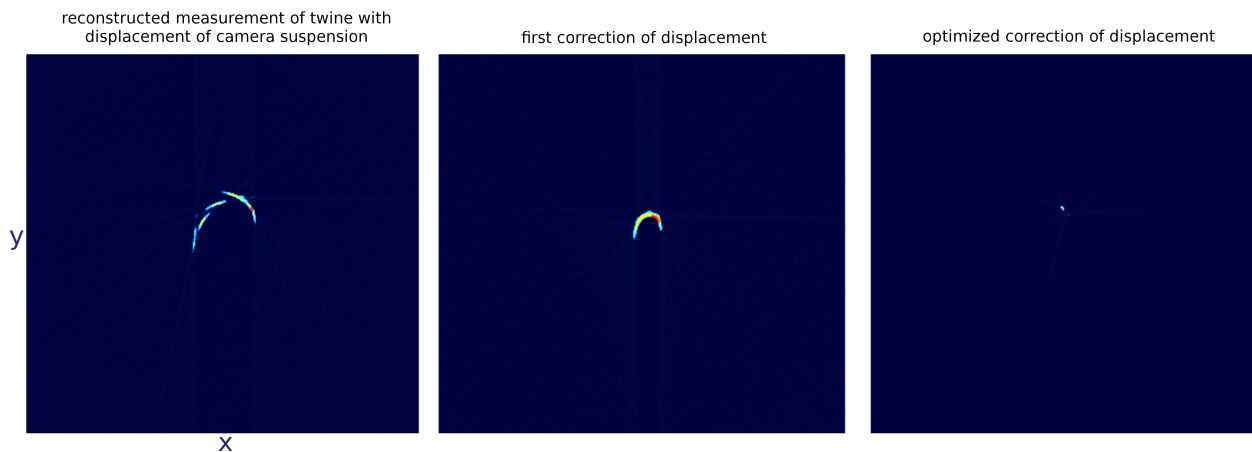 reconstructed measurement of twine with
displacement of camera suspension
first correction of displacement
optimized correction of displacement
y
x